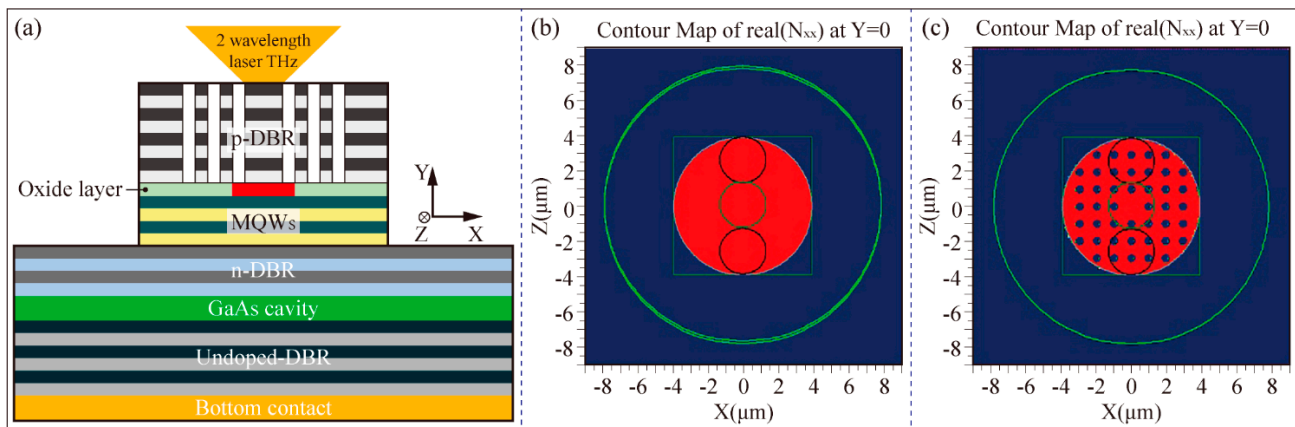 (a)
2 wavelength
laser THz
p-DBR
Oxide layer
MQWs
Y
Z
X
n-DBR
GaAs cavity
Undoped-DBR
Bottom contact
(b)
Contour Map of real(Nxx) at Y=0
Z(μm)
8
6
4
2
0
-2
-4
-6
-8
-8 -6 -4 -2 0 2 4 6 8
X(μm)
(c)
Contour Map of real(Nxx) at Y=0
Z(μm)
8
6
4
2
0
-2
-4
-6
-8
-8 -6 -4 -2 0 2 4 6 8
X(μm)